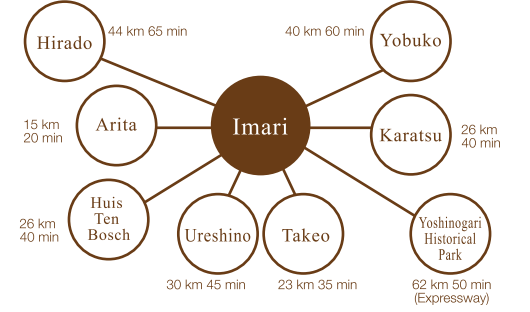 Hirado
44 km 65 min
40 km 60 min
Yobuko
15 km
20 min
Arita
Imari
Karatsu
26 km
40 min
26 km
40 min
Huis
Ten
Bosch
Ureshino
30 km 45 min
Takeo
23 km 35 min
Yoshinogari
Historical
Park
62 km 50 min
(Expressway)